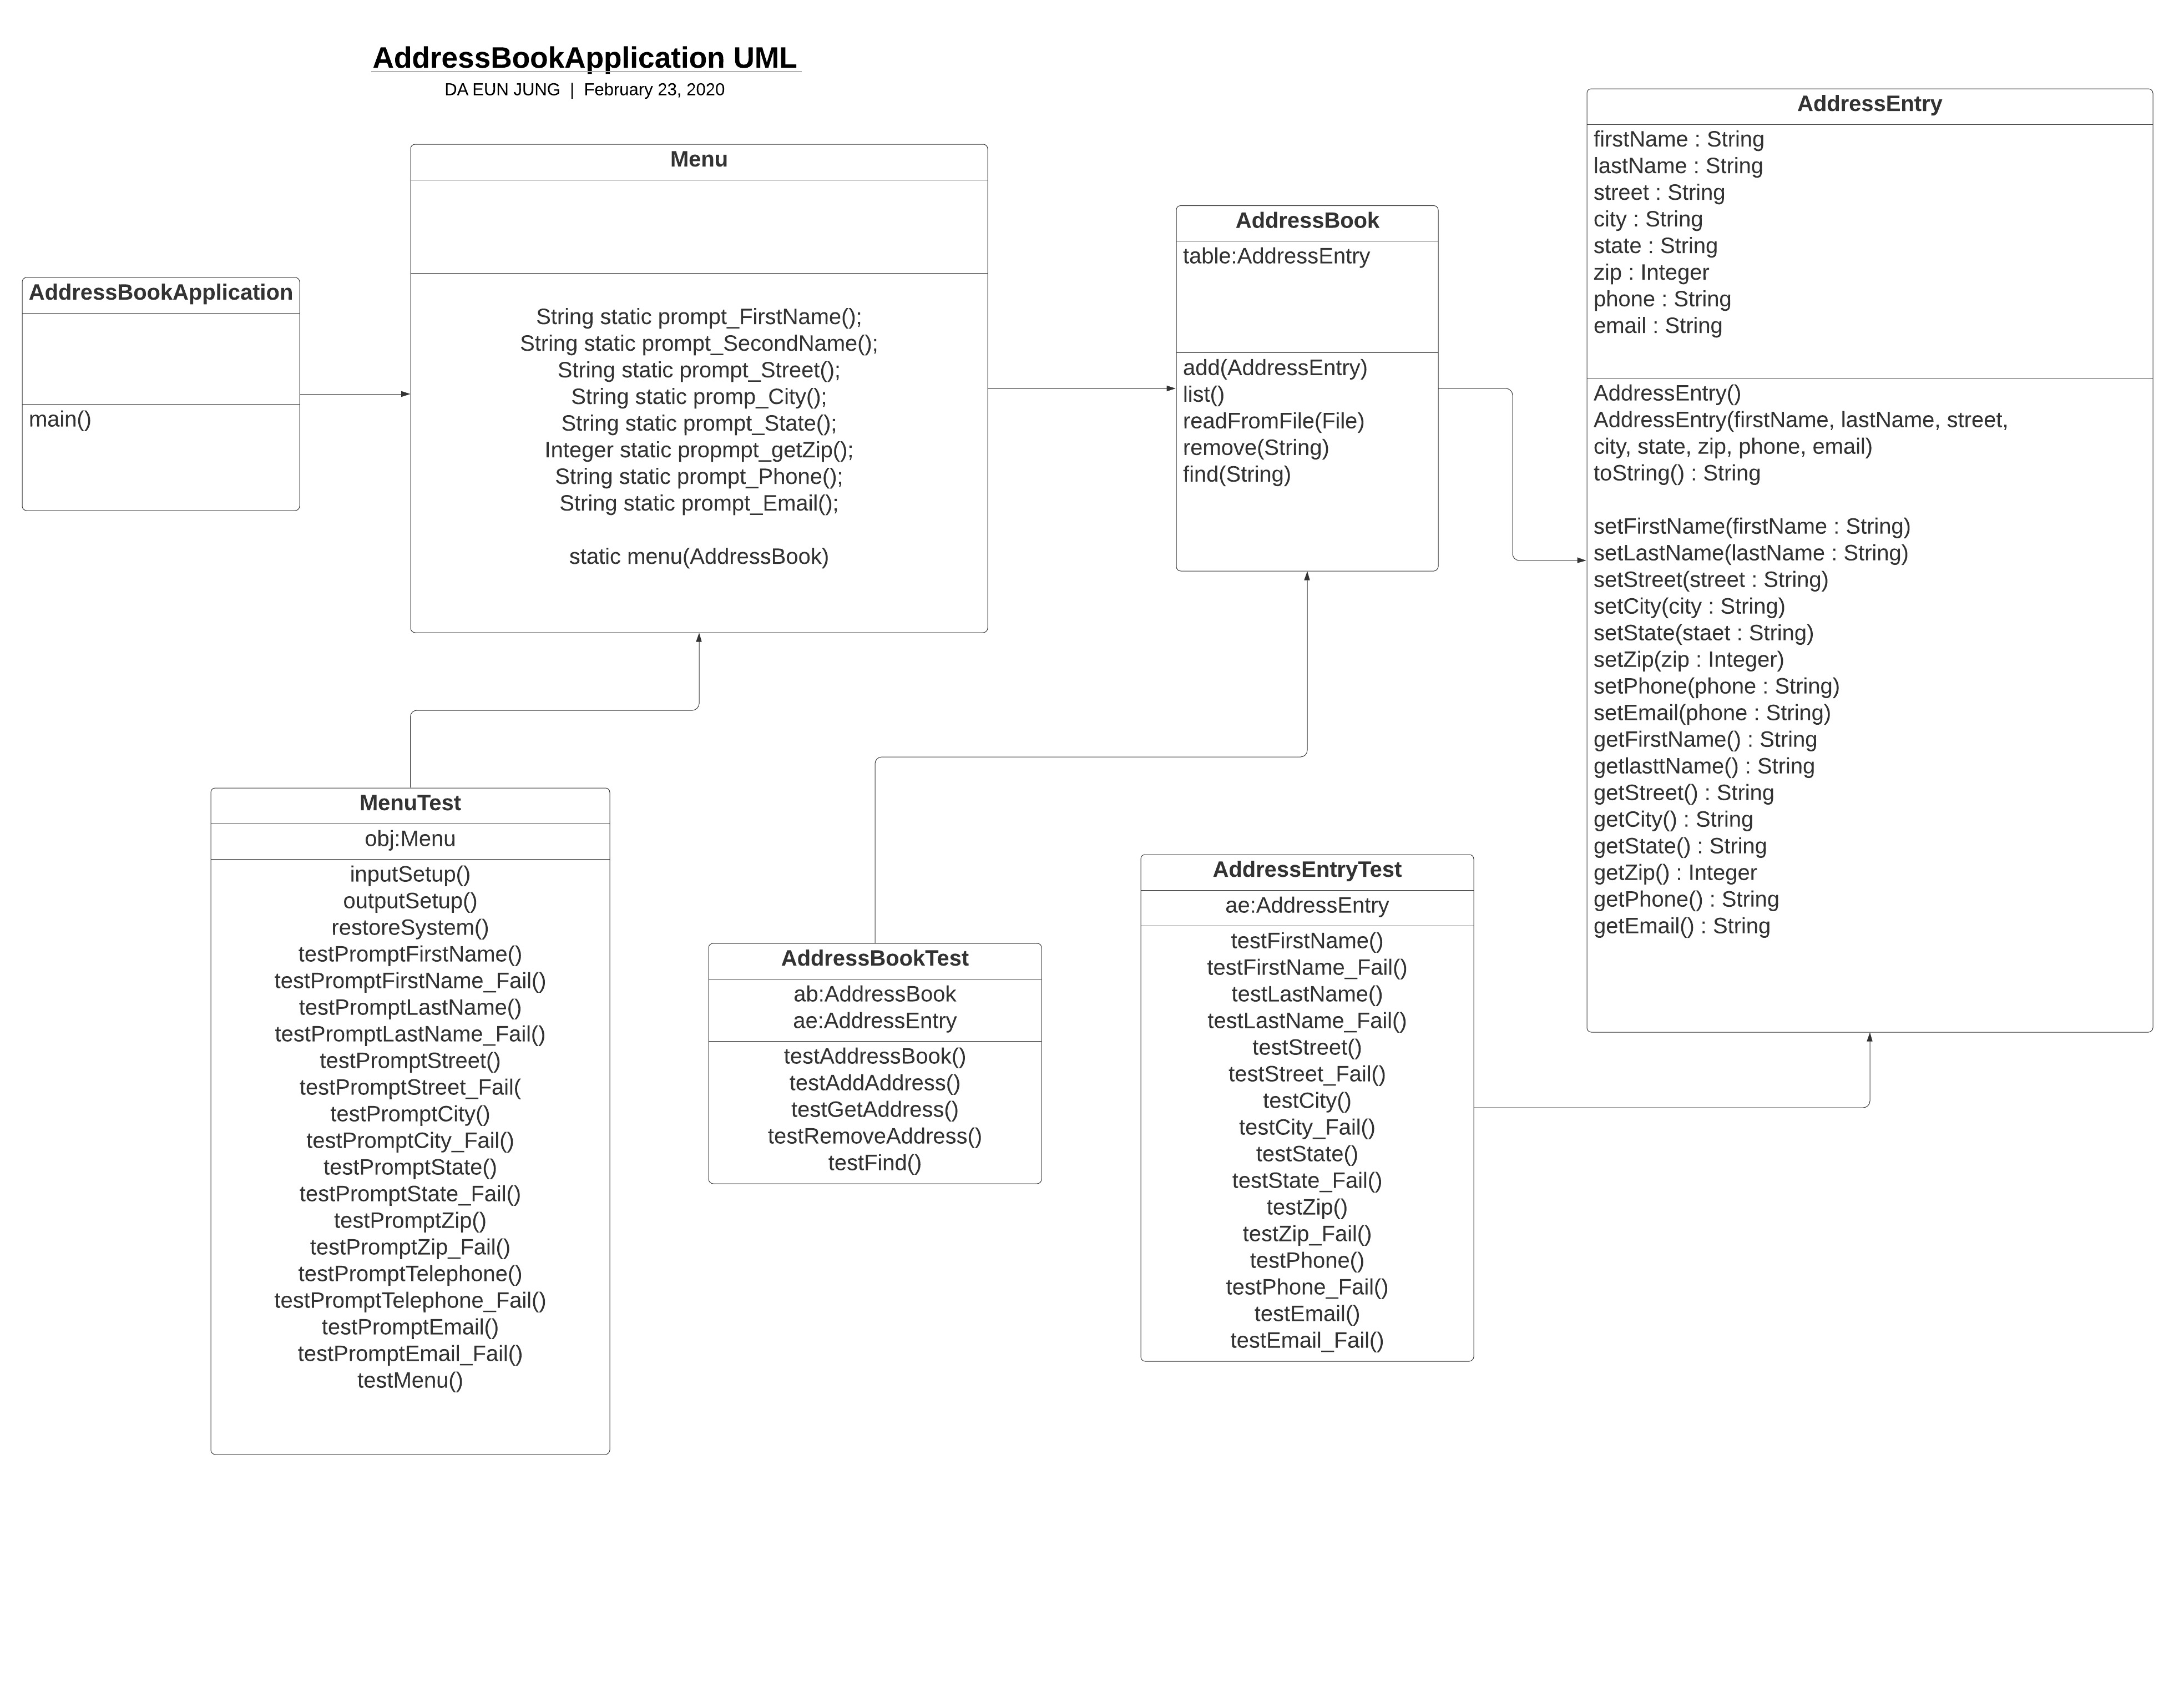 AddressBookApplication UML
DA EUN JUNG | February 23, 2020
AddressBookApplication
main()
Menu
String static prompt_FirstName();
String static prompt_SecondName();
String static prompt_Street();
String static promp_City();
String static prompt_State();
Integer static propmpt_getZip();
String static prompt_Phone();
String static prompt_Email();
static menu(AddressBook)
AddressBook
table:AddressEntry
add(AddressEntry)
list()
readFromFile(File)
remove(String)
find(String)
AddressEntry
firstName : String
lastName : String
street : String
city : String
state : String
zip : Integer
phone : String
email : String
AddressEntry()
AddressEntry(firstName, lastName, street,
city, state, zip, phone, email)
toString() : String
setFirstName(firstName : String)
setLastName(lastName : String)
setStreet(street : String)
setCity(city : String)
setState(staet : String)
setZip(zip : Integer)
setPhone(phone : String)
setEmail(phone : String)
getFirstName() : String
getlasttName() : String
getStreet() : String
getCity() : String
getState() : String
getZip() : Integer
getPhone() : String
getEmail() : String
MenuTest
obj:Menu
inputSetup()
outputSetup()
restoreSystem()
testPromptFirstName()
testPromptFirstName_Fail()
testPromptLastName()
testPromptLastName_Fail()
testPromptStreet()
testPromptStreet_Fail(
testPromptCity()
testPromptCity_Fail()
testPromptState()
testPromptState_Fail()
testPromptZip()
testPromptZip_Fail()
testPromptTelephone()
testPromptTelephone_Fail()
testPromptEmail()
testPromptEmail_Fail()
testMenu()
AddressBookTest
ab:AddressBook
ae:AddressEntry
testAddressBook()
testAddAddress()
testGetAddress()
testRemoveAddress()
testFind()
AddressEntryTest
ae:AddressEntry
testFirstName()
testFirstName_Fail()
testLastName()
testLastName_Fail()
testStreet()
testStreet_Fail()
testCity()
testCity_Fail()
testState()
testState_Fail()
testZip()
testZip_Fail()
testPhone()
testPhone_Fail()
testEmail()
testEmail_Fail()